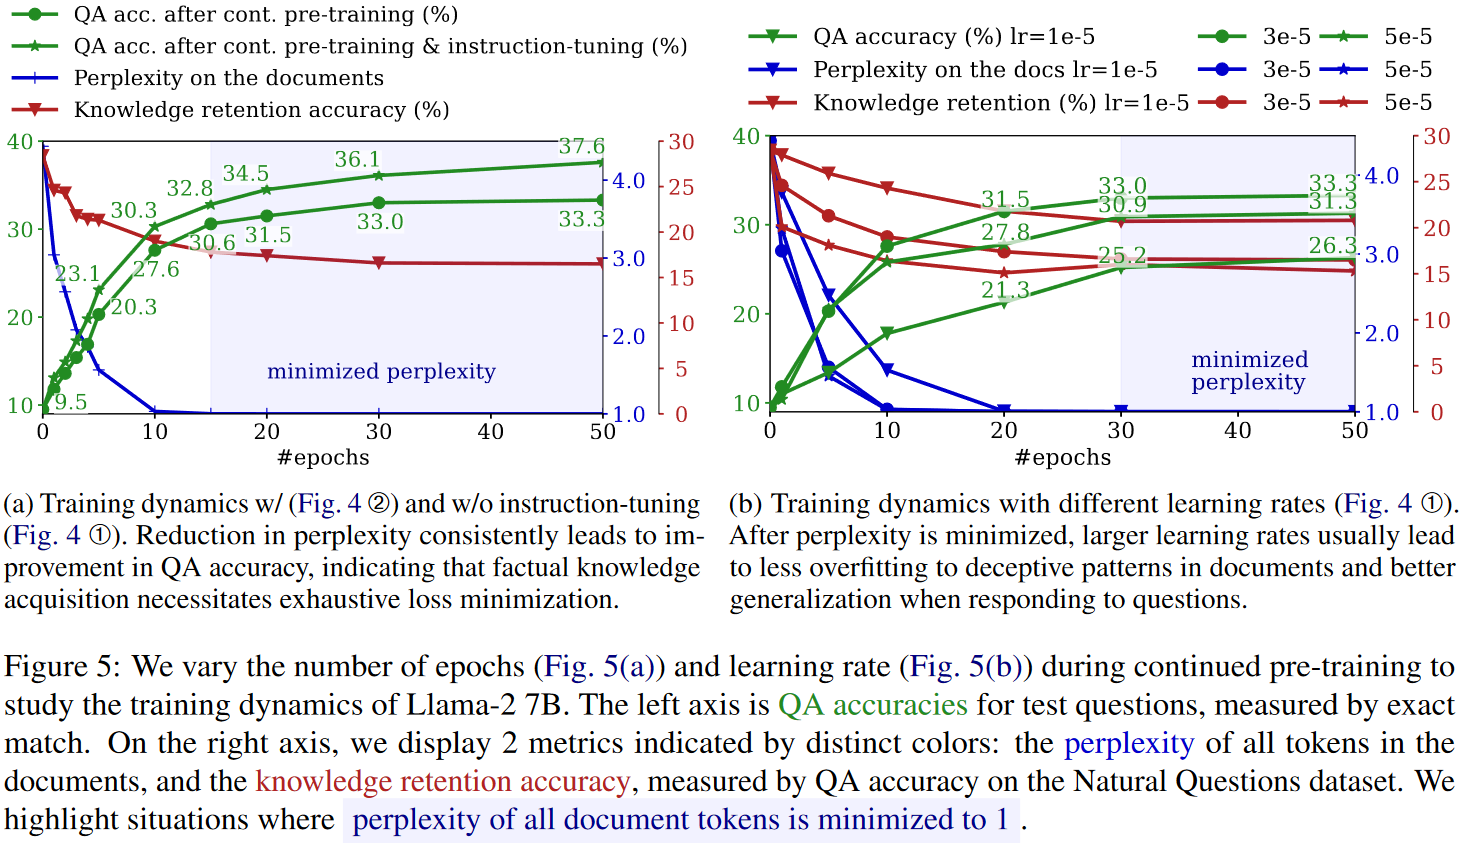 QA acc. after cont. pre-training (%)
QA acc. after cont. pre-training & instruction-tuning (%)
Perplexity on the documents
Knowledge retention accuracy (%)
40
30
20
10
30
25
20
15
10
5
0
4.0
3.0
2.0
1.0
9.5
23.1
20.3
30.3
27.6
32.8
30.6
34.5
31.5
36.1
33.0
37.6
33.3
minimized perplexity
0 10 20 30 40 50
#epochs
QA accuracy (%) lr=1e-5 3e-5 5e-5
Perplexity on the docs lr=1e-5 3e-5 5e-5
Knowledge retention (%) lr=1e-5 3e-5 5e-5
40
30
20
10
30
25
20
15
10
5
0
4.0
3.0
2.0
1.0
31.5
27.8
21.3
33.0
30.9
25.2
33.3
31.3
26.3
minimized
perplexity
0 10 20 30 40 50
#epochs
(a) Training dynamics w/ (Fig. 4 ②) and w/o instruction-tuning
(Fig. 4 ①). Reduction in perplexity consistently leads to im-
provement in QA accuracy, indicating that factual knowledge
acquisition necessitates exhaustive loss minimization.
(b) Training dynamics with different learning rates (Fig. 4 ①).
After perplexity is minimized, larger learning rates usually lead
to less overfitting to deceptive patterns in documents and better
generalization when responding to questions.
Figure 5: We vary the number of epochs (Fig. 5(a)) and learning rate (Fig. 5(b)) during continued pre-training to
study the training dynamics of Llama-2 7B. The left axis is QA accuracies for test questions, measured by exact
match. On the right axis, we display 2 metrics indicated by distinct colors: the perplexity of all tokens in the
documents, and the knowledge retention accuracy, measured by QA accuracy on the Natural Questions dataset. We
highlight situations where perplexity of all document tokens is minimized to 1 .